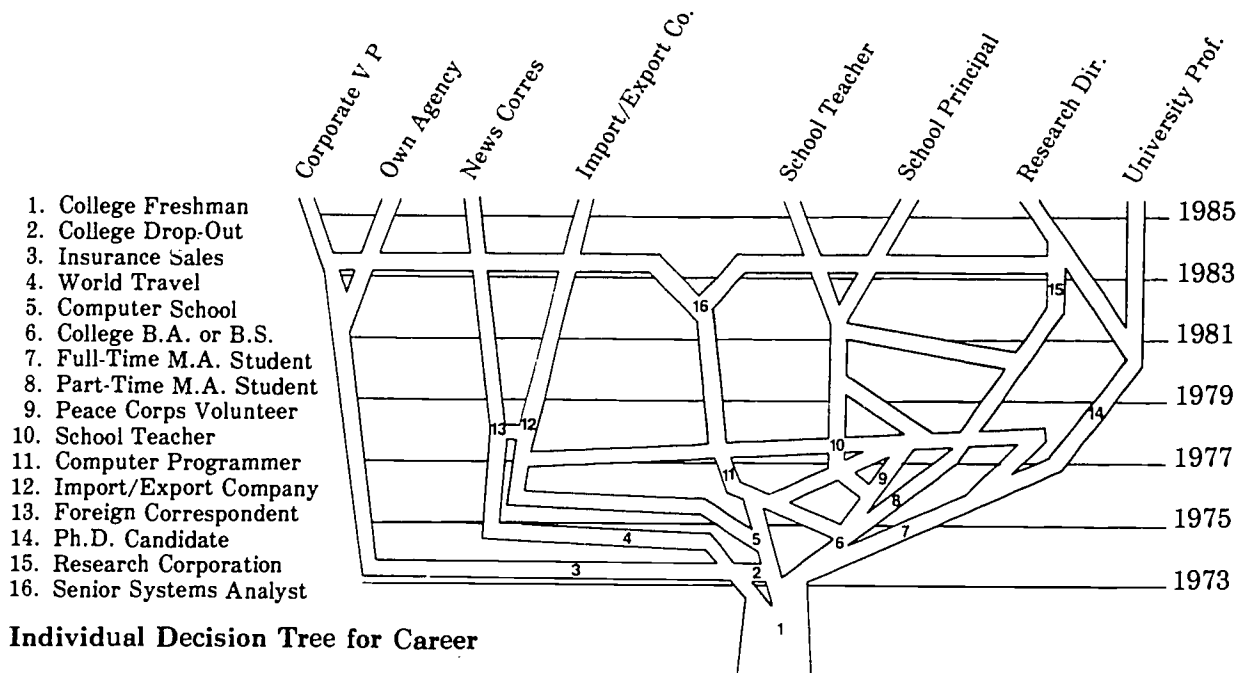 Corporate V P
Own Agency
News Corres
Import/Export Co.
School Teacher
School Principal
Research Dir.
University Prof.
1. College Freshman
2. College Drop-Out
3. Insurance Sales
4. World Travel
5. Computer School
6. College B.A. or B.S.
7. Full-Time M.A. Student
8. Part-Time M.A. Student
9. Peace Corps Volunteer
10. School Teacher
11. Computer Programmer
12. Import/Export Company
13. Foreign Correspondent
14. Ph.D. Candidate
15. Research Corporation
16. Senior Systems Analyst
1985
1983
1981
1979
1977
1975
1973
15
16
14
13
12
10
11
9
8
7
6
5
4
3
2
1
Individual Decision Tree for Career